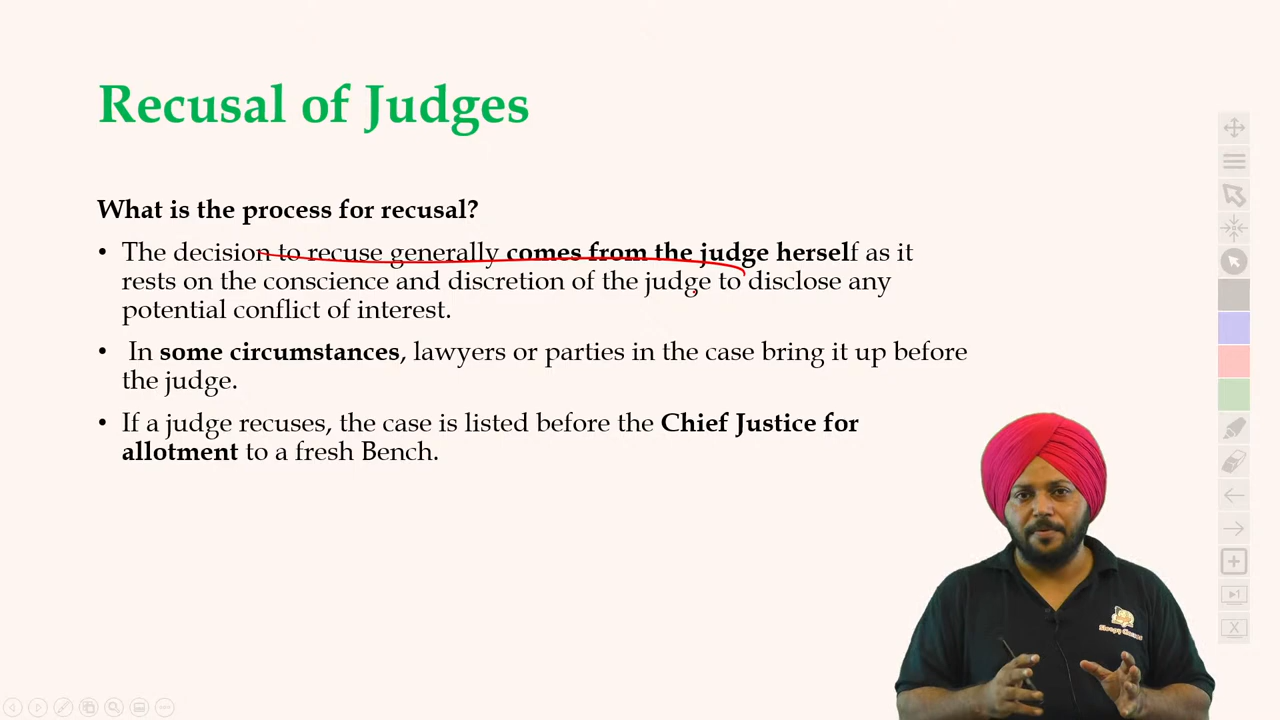 Recusal of Judges
What is the process for recusal?
• The decision to recuse generally comes from the judge herself as it
rests on the conscience and discretion of the judge to disclose any
potential conflict of interest.
• In some circumstances, lawyers or parties in the case bring it up before
the judge.
• If a judge recuses, the case is listed before the Chief Justice for
allotment to a fresh Bench.